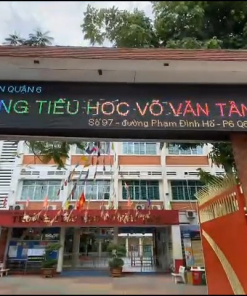 N QUẬN 6
NG TIỂU HỌC VÕ VĂN TẦN
Số 97 - đường Phạm Đình Hổ - P6 Q6